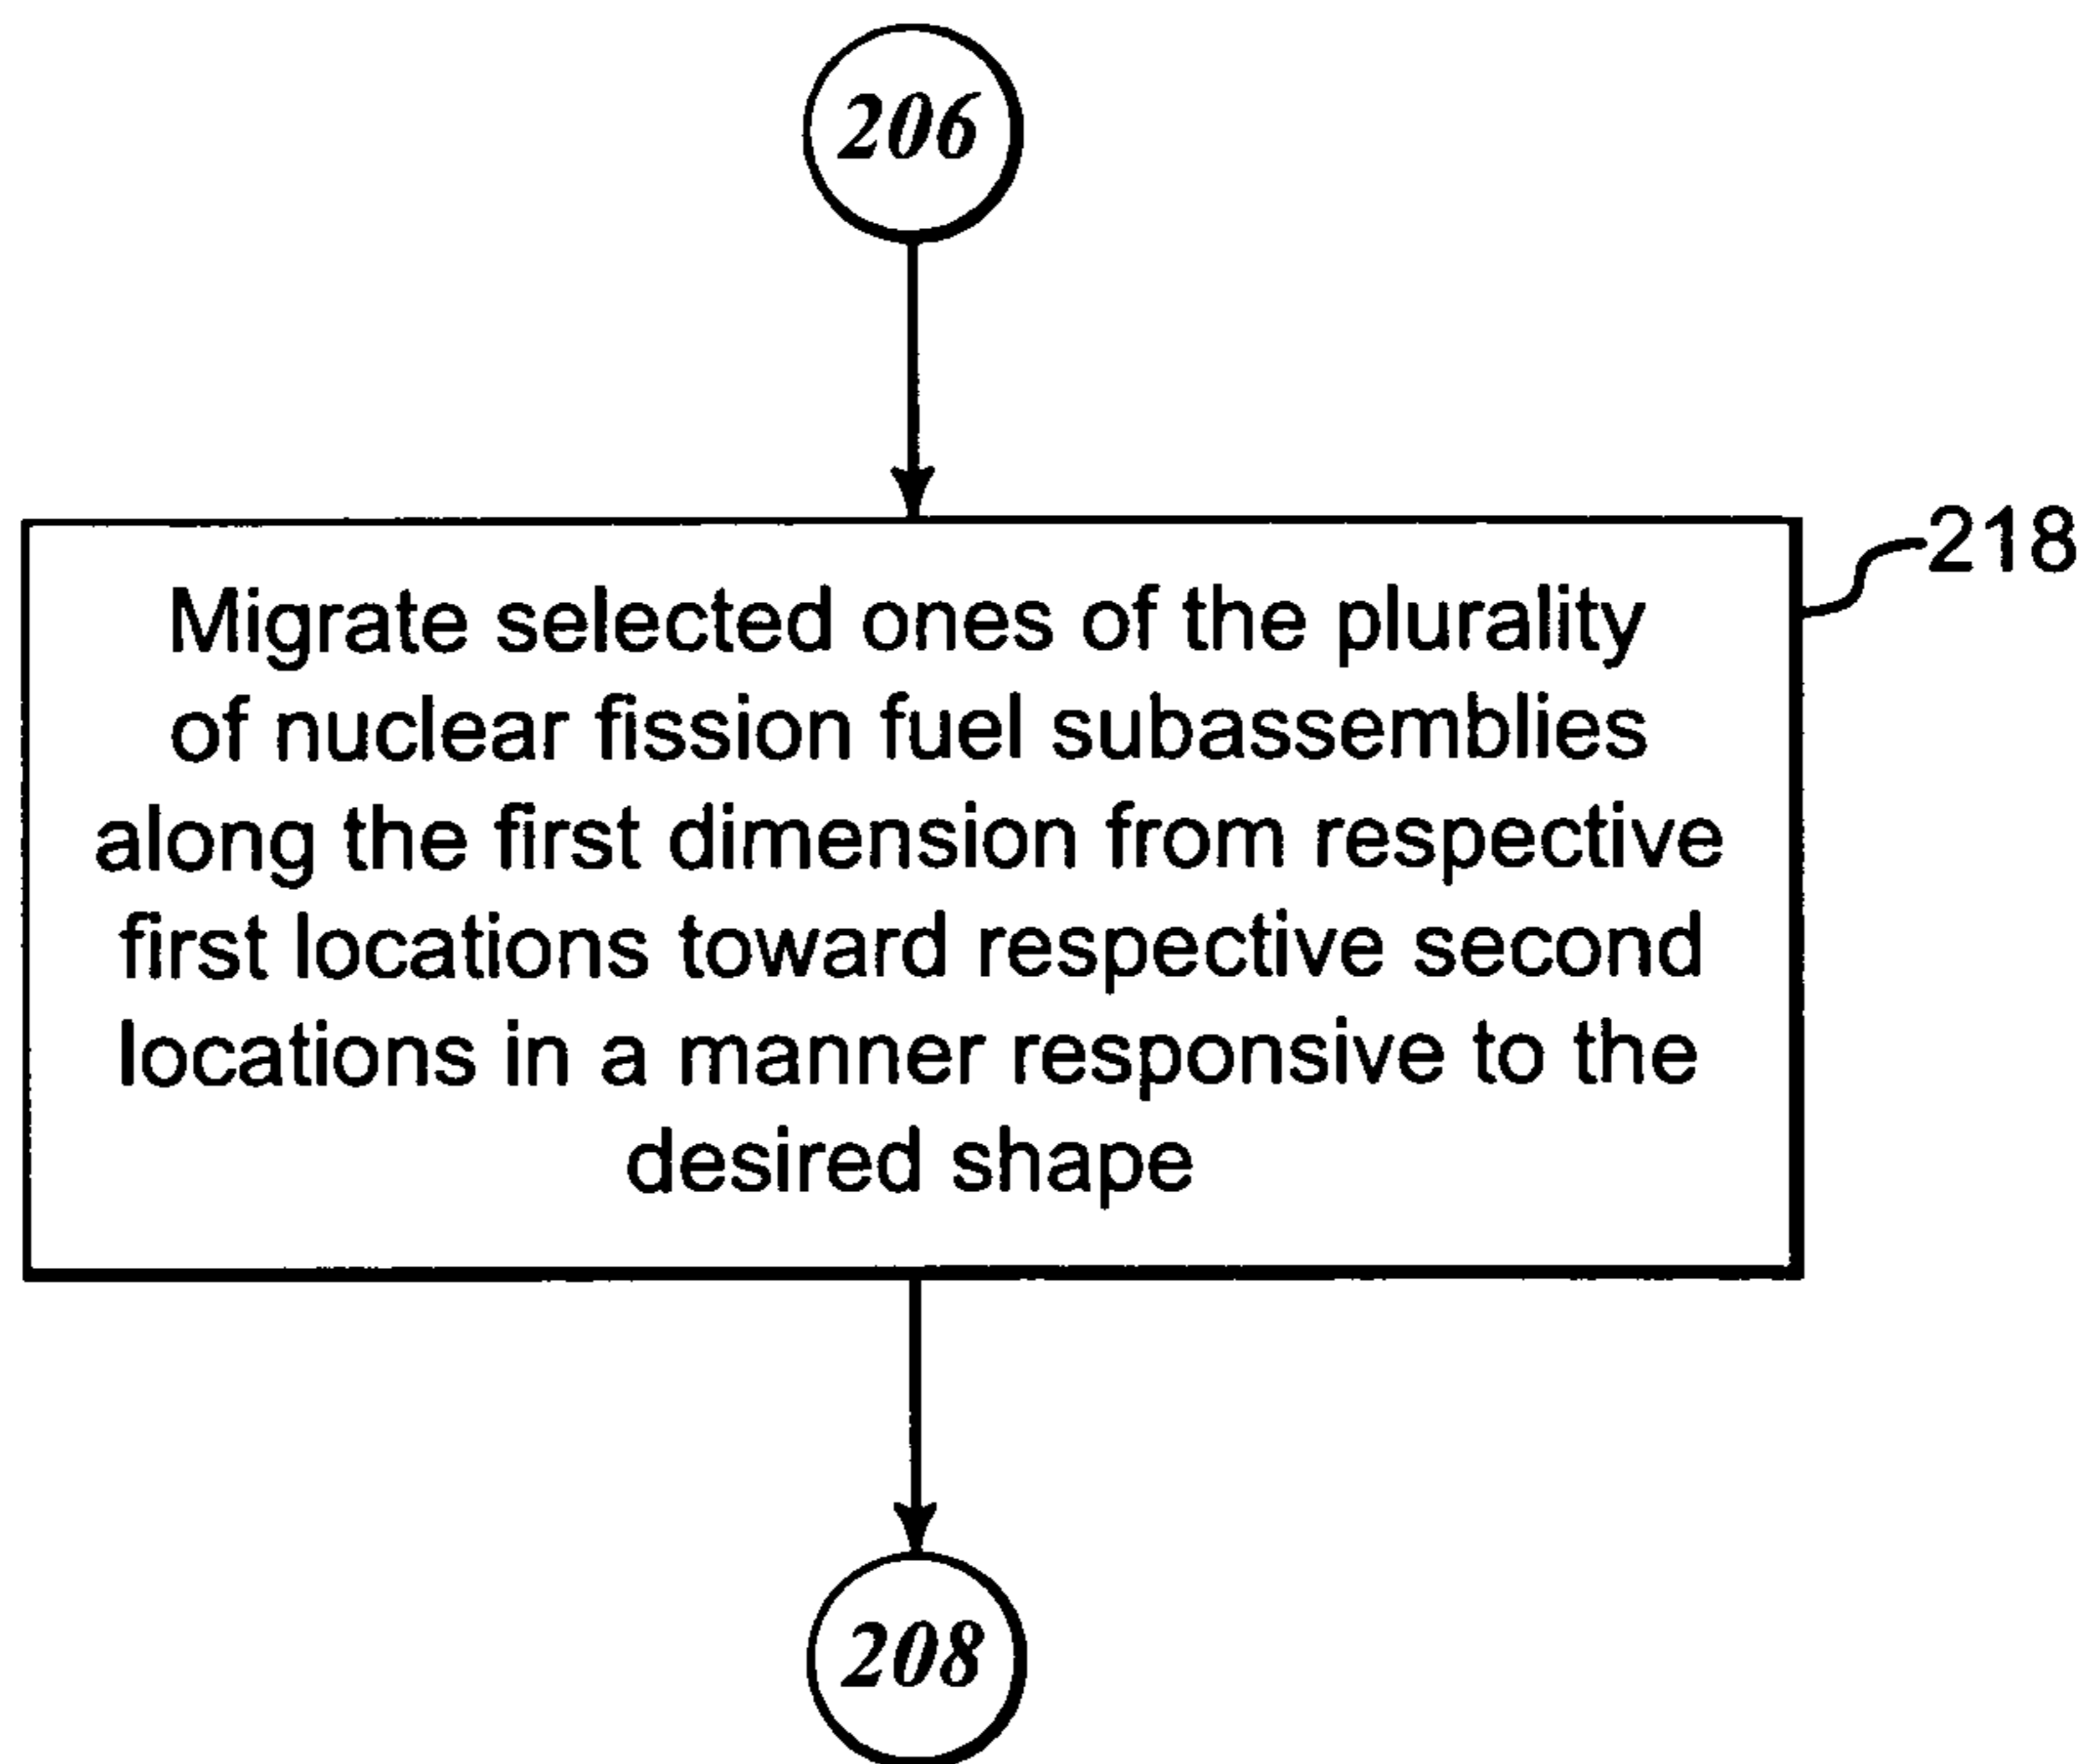 206
218
Migrate selected ones of the plurality
of nuclear fission fuel subassemblies
along the first dimension from respective
first locations toward respective second
locations in a manner responsive to the
desired shape
208